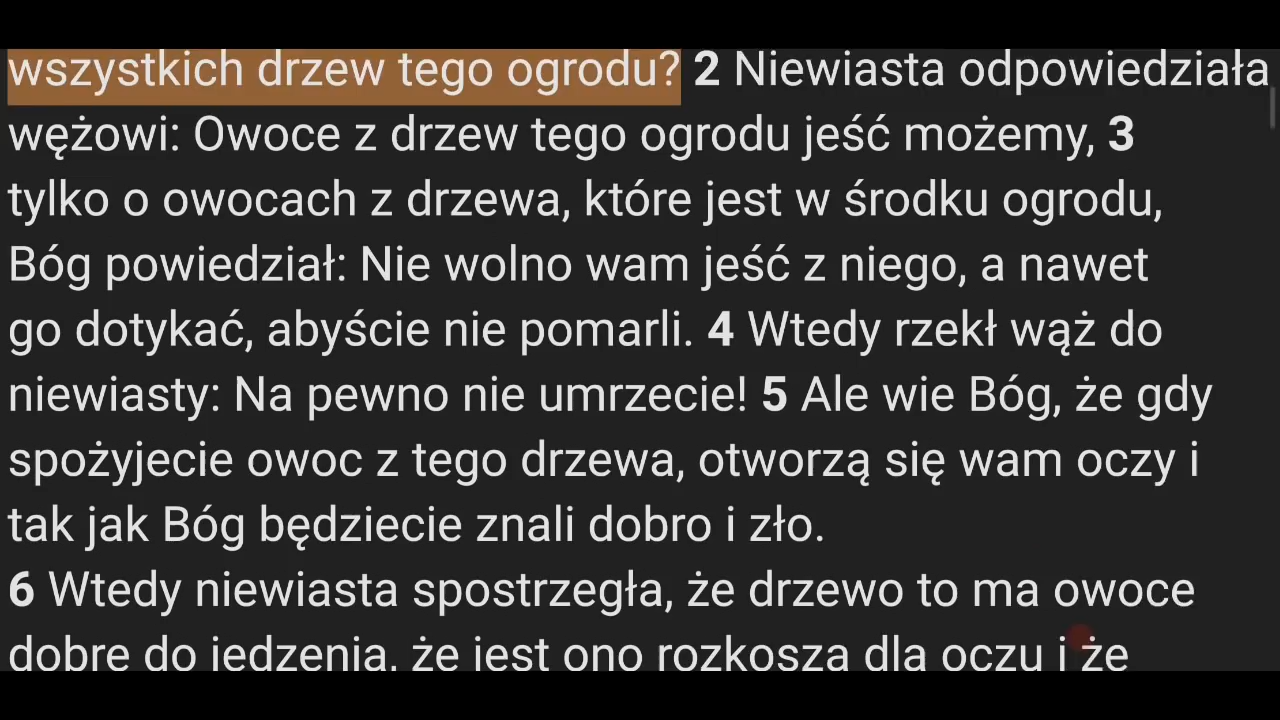 wszystkich drzew tego ogrodu? 2 Niewiasta odpowiedziała
wężowi: Owoce z drzew tego ogrodu jeść możemy, 3
tylko o owocach z drzewa, które jest w środku ogrodu,
Bóg powiedział: Nie wolno wam jeść z niego, a nawet
go dotykać, abyście nie pomarli. 4 Wtedy rzekł wąż do
niewiasty: Na pewno nie umrzecie! 5 Ale wie Bóg, że gdy
spożyjecie owoc z tego drzewa, otworzą się wam oczy i
tak jak Bóg będziecie znali dobro i zło.
6 Wtedy niewiasta spostrzegła, że drzewo to ma owoce
dobre do jedzenia, że jest ono rozkoszą dla oczu i że